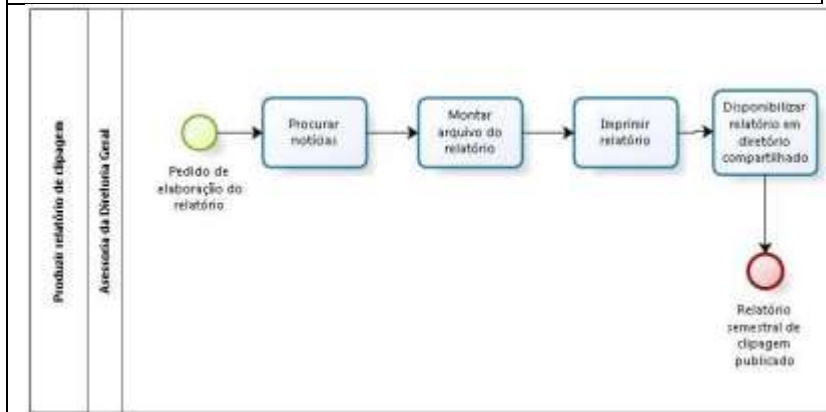 Produzir relatório de clipagem
Assessoria da Diretoria Geral
Pedido de
elaboração do
relatório
Procurar
notícias
Montar
arquivo do
relatório
Imprimir
relatório
Disponibilizar
relatório em
diretório
compartilhado
Relatório
semestral de
clipagem
publicado